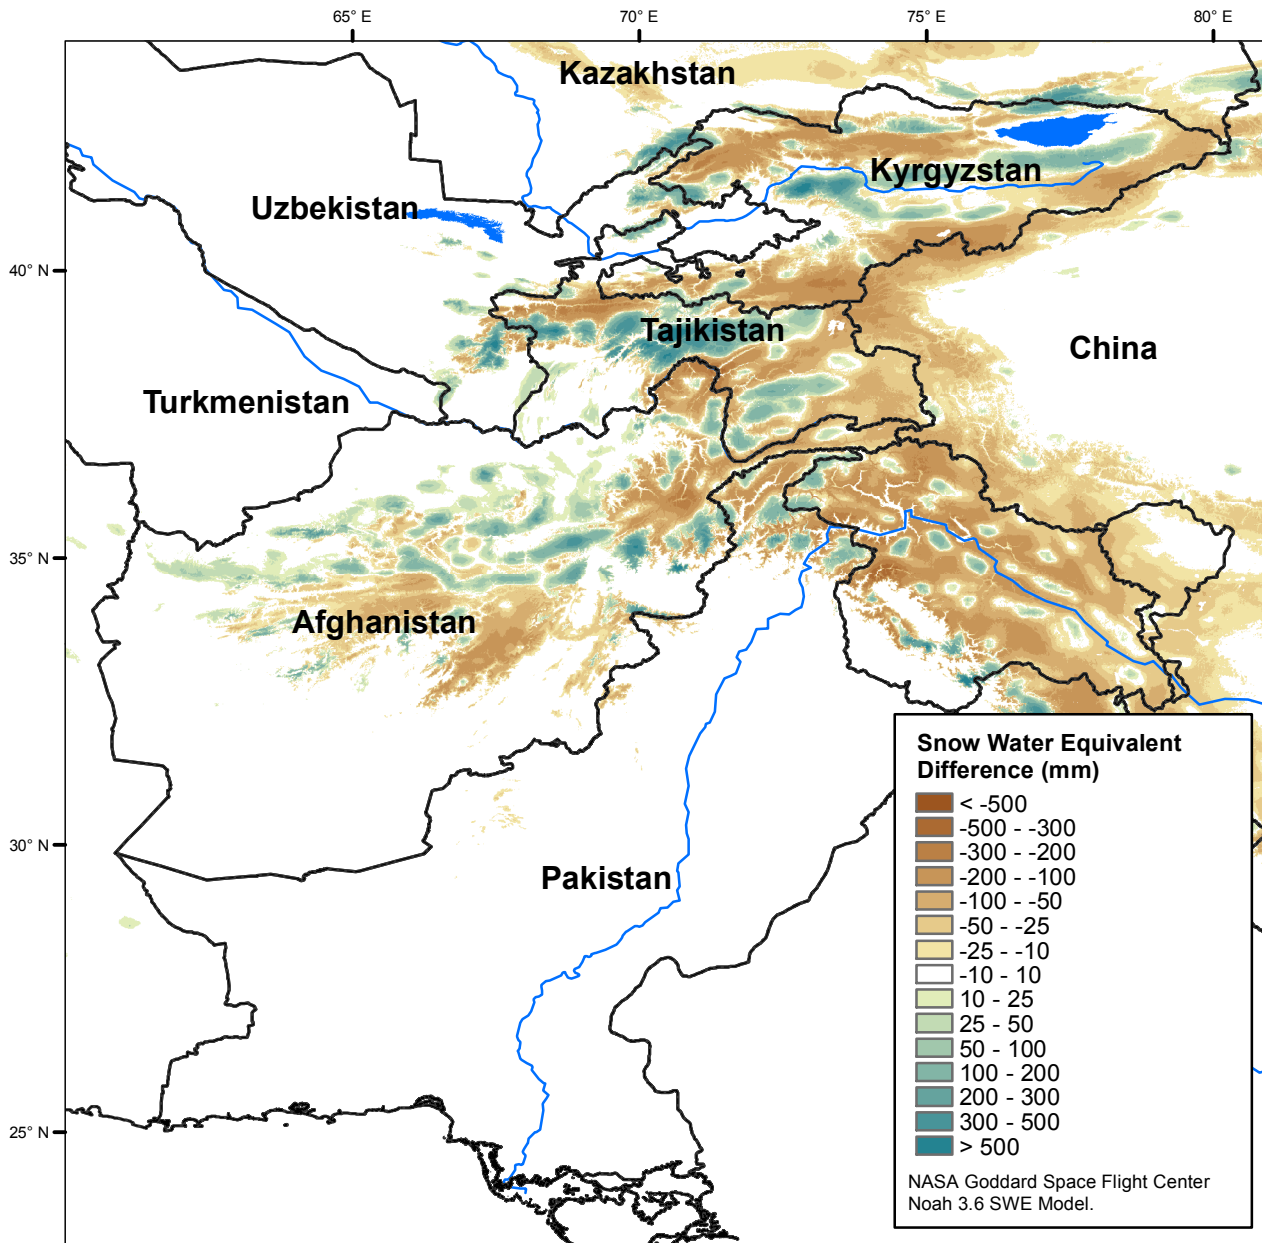 65° E
70° E
75° E
80° E
Kazakhstan
Kyrgyzstan
Uzbekistan
40° N
Tajikistan
China
Turkmenistan
35° N
Afghanistan
30° N
Pakistan
25° N
Snow Water Equivalent
Difference (mm)
< -500
-500 - -300
-300 - -200
-200 - -100
-100 - -50
-50 - -25
-25 - -10
-10 - 10
10 - 25
25 - 50
50 - 100
100 - 200
200 - 300
300 - 500
> 500
NASA Goddard Space Flight Center
Noah 3.6 SWE Model.